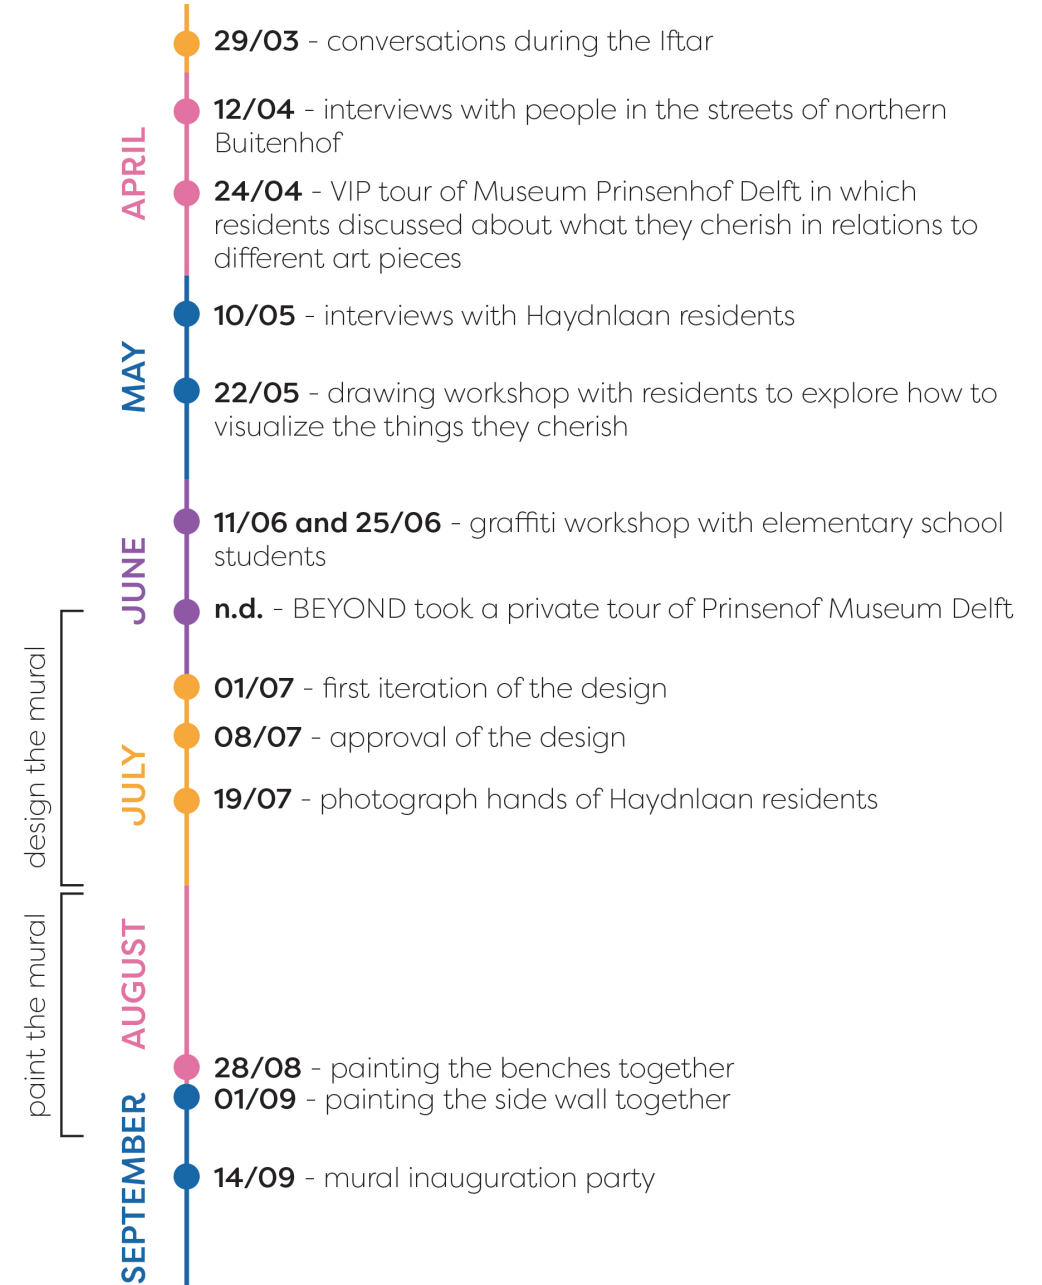 29/03 - conversations during the Iftar
APRIL
12/04 - interviews with people in the streets of northern
Buitenhof
24/04 - VIP tour of Museum Prinsenhof Delft in which
residents discussed about what they cherish in relations to
different art pieces
MAY
10/05 - interviews with Haydnlaan residents
22/05 - drawing workshop with residents to explore how to
visualize the things they cherish
JUNE
11/06 and 25/06 - graffiti workshop with elementary school
students
n.d. - BEYOND took a private tour of Prinsenof Museum Delft
design the mural
JULY
01/07 - first iteration of the design
08/07 - approval of the design
19/07 - photograph hands of Haydnlaan residents
paint the mural
AUGUST
28/08 - painting the benches together
SEPTEMBER
01/09 - painting the side wall together
14/09 - mural inauguration party